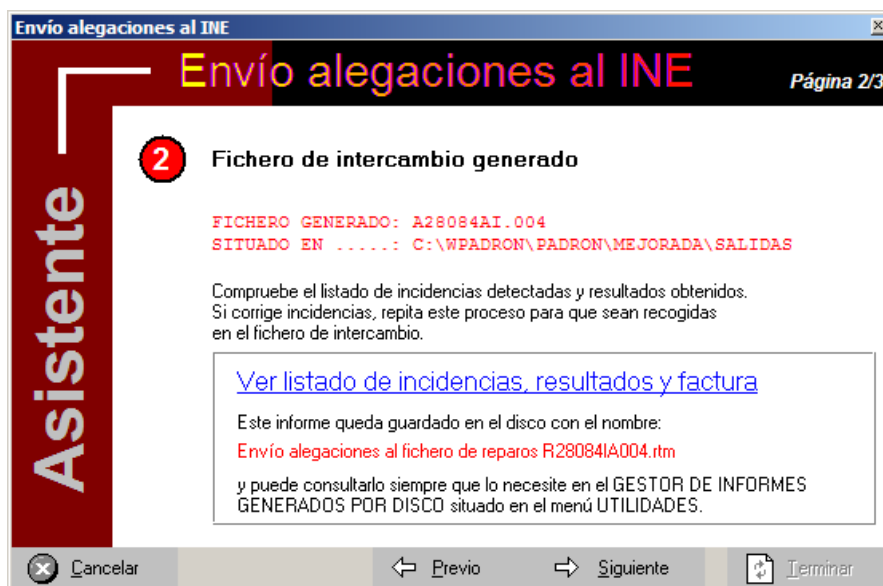 Envío alegaciones al INE
Envío alegaciones al INE
Página 2/3
Asistente
2
Fichero de intercambio generado
FICHERO GENERADO: A28084AI.004
SITUADO EN .....: C:\WPADRON\PADRON\MEJORADA\SALIDAS
Compruebe el listado de incidencias detectadas y resultados obtenidos.
Si corrige incidencias, repita este proceso para que sean recogidas
en el fichero de intercambio.
Ver listado de incidencias, resultados y factura
Este informe queda guardado en el disco con el nombre:
Envío alegaciones al fichero de reparos R28084IA004.rtm
y puede consultarlo siempre que lo necesite en el GESTOR DE INFORMES
GENERADOS POR DISCO situado en el menú UTILIDADES.
Cancelar
Previo
Siguiente
Terminar